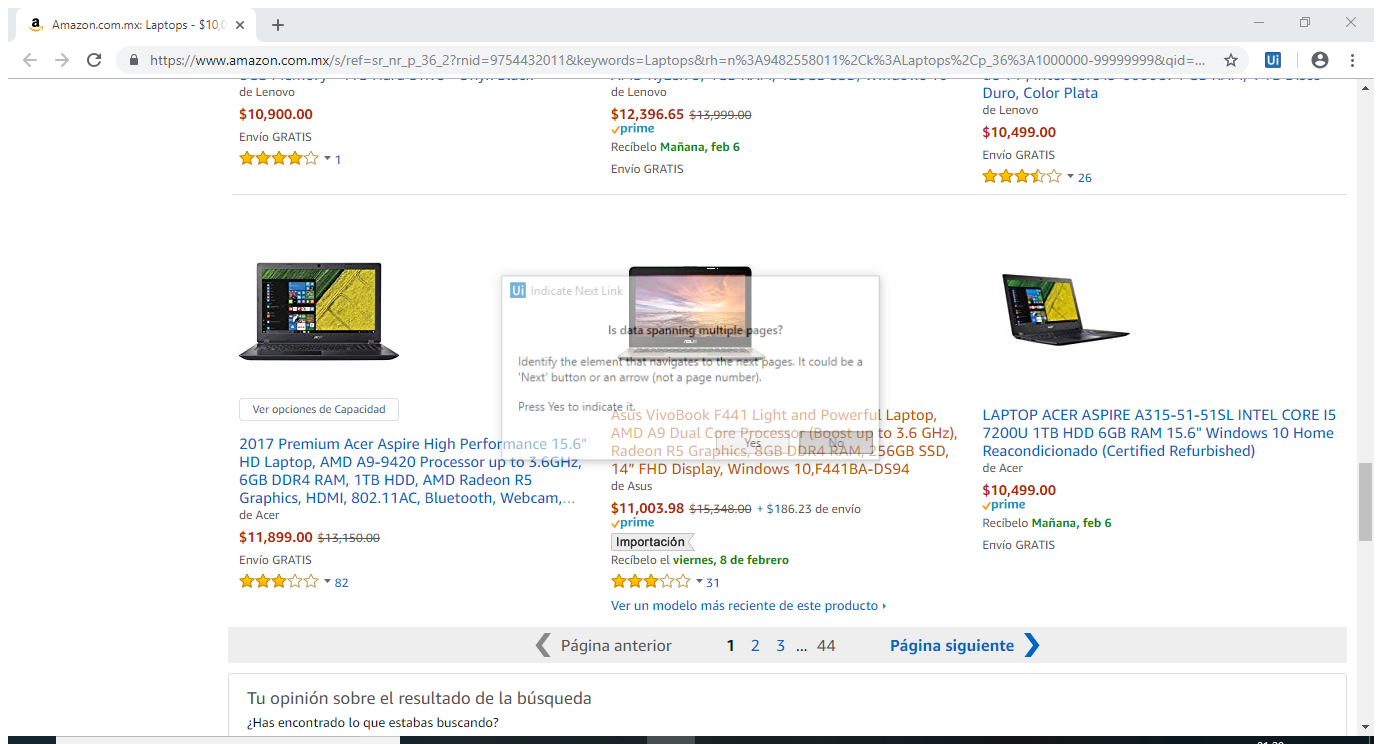 Amazon.com.mx: Laptops - $10,0
https://www.amazon.com.mx/s/ref=sr_nr_p_36_2?rnid=9754432011&keywords=Laptops&rh=n%3A9482558011%2Ck%3ALaptops%2Cp_36%3A1000000-99999999&qid=...
de Lenovo
$10,900.00
Envío GRATIS
1
de Lenovo
$12,396.65 $13,999.00
prime
Recíbelo Mañana, feb 6
Envío GRATIS
Duro, Color Plata
de Lenovo
$10,499.00
Envío GRATIS
26
Ui Indicate Next Link
Is data spanning multiple pages?
Identify the element that navigates to the next pages. It could be a
'Next' button or an arrow (not a page number).
Press Yes to indicate it.
Yes No
Ver opciones de Capacidad
2017 Premium Acer Aspire High Performance 15.6"
HD Laptop, AMD A9-9420 Processor up to 3.6GHz,
6GB DDR4 RAM, 1TB HDD, AMD Radeon R5
Graphics, HDMI, 802.11AC, Bluetooth, Webcam,...
de Acer
$11,899.00 $13,150.00
Envío GRATIS
82
Asus VivoBook F441 Light and Powerful Laptop,
AMD A9 Dual Core Processor (Boost up to 3.6 GHz),
Radeon R5 Graphics, 8GB DDR4 RAM, 256GB SSD,
14” FHD Display, Windows 10,F441BA-DS94
de Asus
$11,003.98 $15,348.00 + $186.23 de envío
prime
Importación
Recíbelo el viernes, 8 de febrero
31
Ver un modelo más reciente de este producto
LAPTOP ACER ASPIRE A315-51-51SL INTEL CORE I5
7200U 1TB HDD 6GB RAM 15.6" Windows 10 Home
Reacondicionado (Certified Refurbished)
de Acer
$10,499.00
prime
Recíbelo Mañana, feb 6
Envío GRATIS
Página anterior 1 2 3 ... 44 Página siguiente
Tu opinión sobre el resultado de la búsqueda
¿Has encontrado lo que estabas buscando?